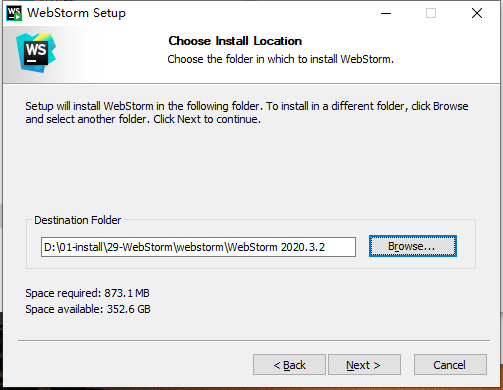 WebStorm Setup
WS
Choose Install Location
Choose the folder in which to install WebStorm.
Setup will install WebStorm in the following folder. To install in a different folder, click Browse
and select another folder. Click Next to continue.
Destination Folder
D:\01-install\29-WebStorm\webstorm\WebStorm 2020.3.2
Browse...
Space required: 873.1 MB
Space available: 352.6 GB
< Back
Next >
Cancel